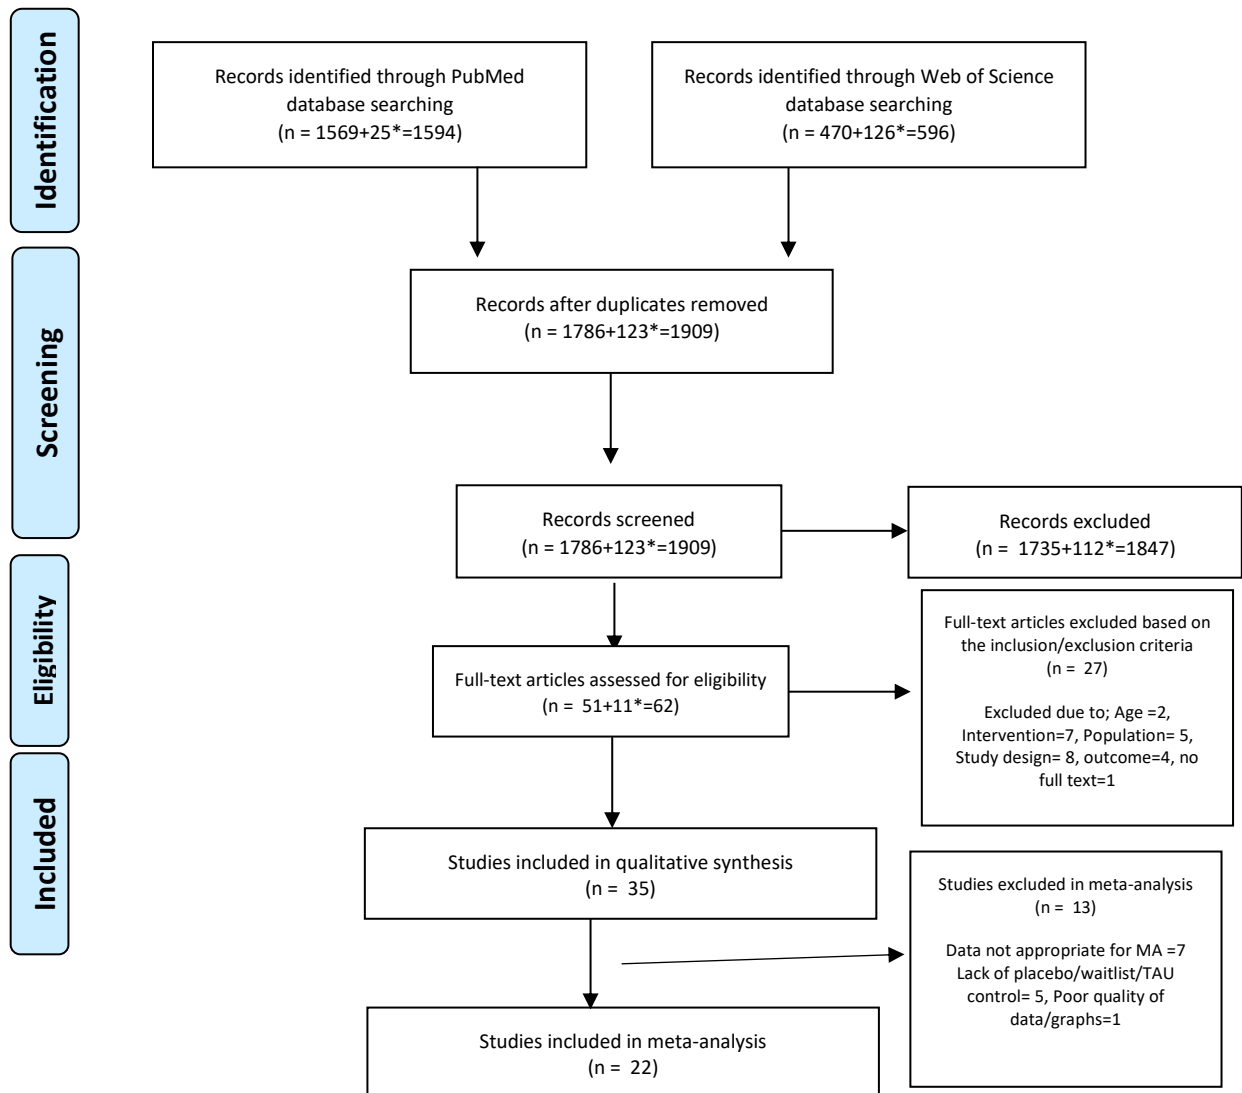 Identification
Records identified through PubMed
database searching
(n = 1569+25*=1594)
Records identified through Web of Science
database searching
(n = 470+126*=596)
Screening
Records after duplicates removed
(n = 1786+123*=1909)
Records screened
(n = 1786+123*=1909)
Records excluded
(n = 1735+112*=1847)
Eligibility
Full-text articles assessed for eligibility
(n = 51+11*=62)
Full-text articles excluded based on
the inclusion/exclusion criteria
(n = 27)
Excluded due to; Age =2,
Intervention=7, Population= 5,
Study design= 8, outcome=4, no
full text=1
Included
Studies included in qualitative synthesis
(n = 35)
Studies excluded in meta-analysis
(n = 13)
Data not appropriate for MA =7
Lack of placebo/waitlist/TAU
control= 5, Poor quality of
data/graphs=1
Studies included in meta-analysis
(n = 22)